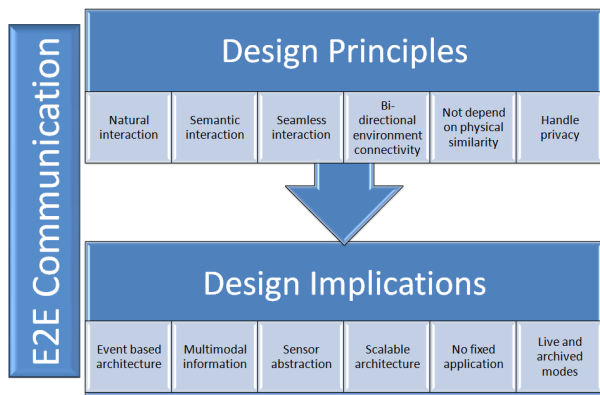 E2E Communication
Design Principles
Natural
interaction
Semantic
interaction
Seamless
interaction
Bi-
directional
environment
connectivity
Not depend
on physical
similarity
Handle
privacy
Design Implications
Event based
architecture
Multimodal
information
Sensor
abstraction
Scalable
architecture
No fixed
application
Live and
archived
modes